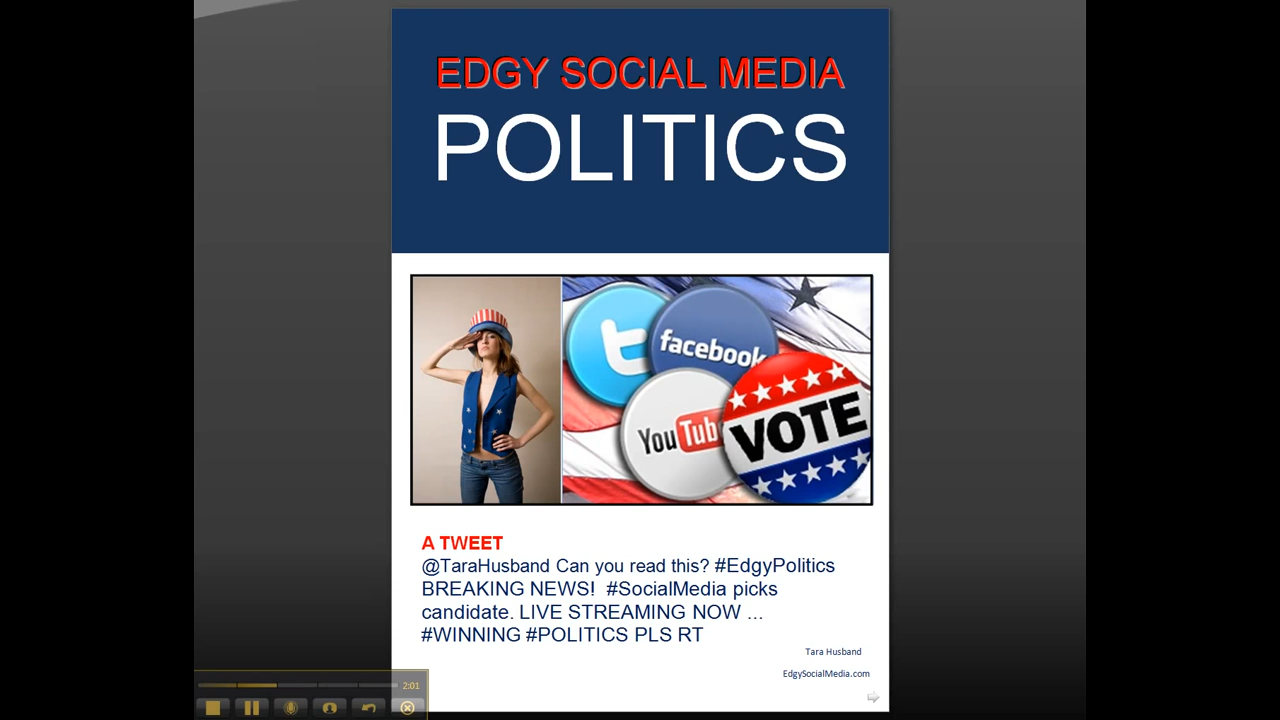 EDGY SOCIAL MEDIA
POLITICS
facebook
YouTub
VOTE
A TWEET
@TaraHusband Can you read this? #EdgyPolitics
BREAKING NEWS!  #SocialMedia picks
candidate. LIVE STREAMING NOW ...
#WINNING #POLITICS PLS RT
Tara Husband
EdgySocialMedia.com
2:01